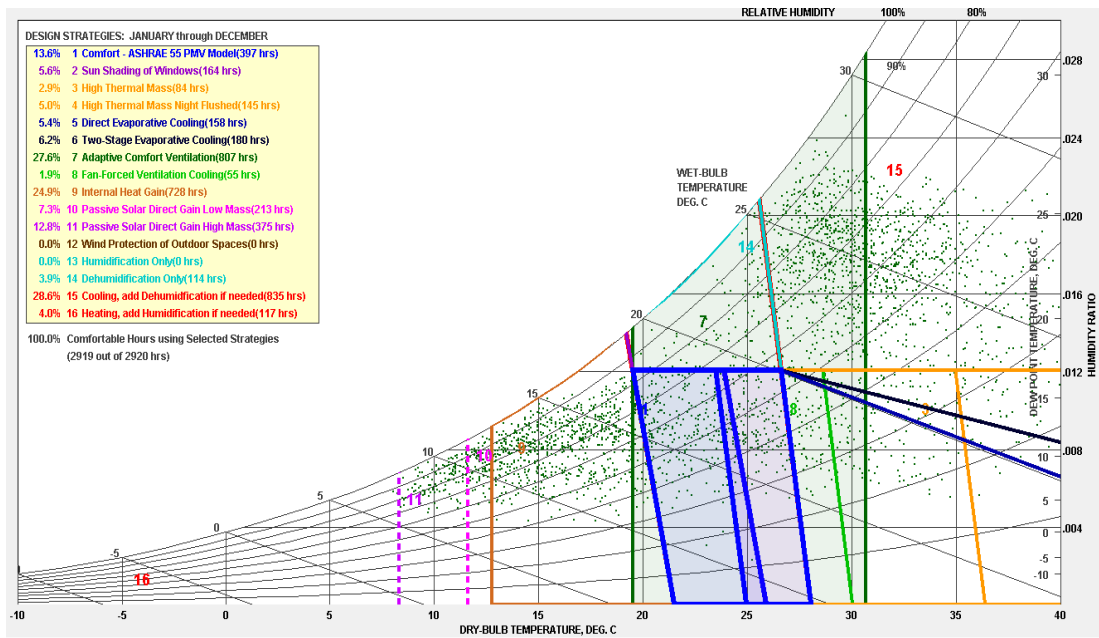 RELATIVE HUMIDITY 100% 80%
DESIGN STRATEGIES: JANUARY through DECEMBER
13.6% 1 Comfort - ASHRAE 55 PMV Model(397 hrs)
5.6% 2 Sun Shading of Windows(164 hrs)
2.9% 3 High Thermal Mass(84 hrs)
5.0% 4 High Thermal Mass Night Flushed(145 hrs)
5.4% 5 Direct Evaporative Cooling(158 hrs)
6.2% 6 Two-Stage Evaporative Cooling(180 hrs)
27.6% 7 Adaptive Comfort Ventilation(807 hrs)
1.9% 8 Fan-Forced Ventilation Cooling(55 hrs)
24.9% 9 Internal Heat Gain(728 hrs)
7.3% 10 Passive Solar Direct Gain Low Mass(213 hrs)
12.8% 11 Passive Solar Direct Gain High Mass(375 hrs)
0.0% 12 Wind Protection of Outdoor Spaces(0 hrs)
0.0% 13 Humidification Only(0 hrs)
3.9% 14 Dehumidification Only(114 hrs)
28.6% 15 Cooling, add Dehumidification if needed(835 hrs)
4.0% 16 Heating, add Humidification if needed(117 hrs)
100.0% Comfortable Hours using Selected Strategies
(2919 out of 2920 hrs)
WET-BULB
TEMPERATURE
DEG. C
90%
30
25
20
15
10
5
0
-5
15
14
7
1
8
3
9
10
11
16
.028
.024
.020
.016
.012
.008
.004
HUMIDITY RATIO
30
25
20
15
10
5
0
-5
-10
DEW POINT TEMPERATURE, DEG. C
-10 -5 0 5 10 15 20 25 30 35 40
DRY-BULB TEMPERATURE, DEG. C